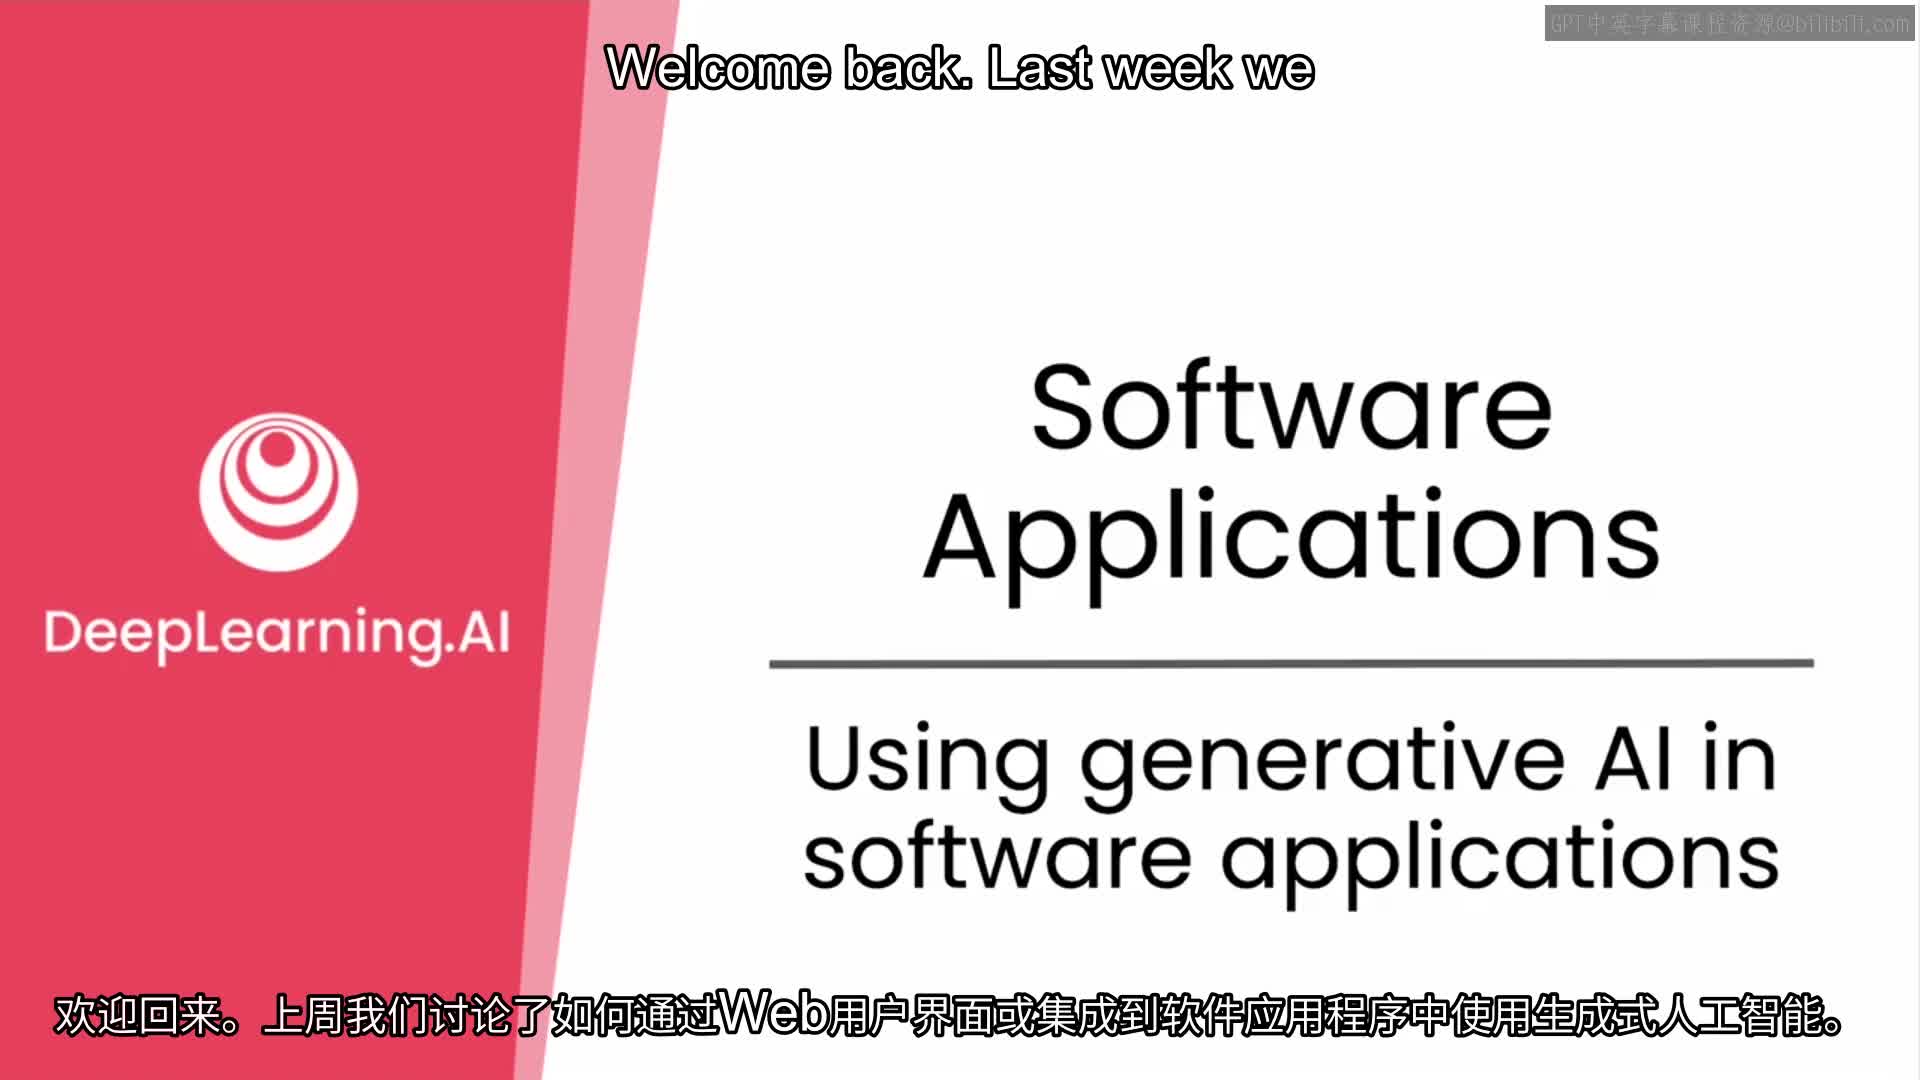 GPT中英字幕课程资源@bilibili.com
Welcome back. Last week we
Software
Applications
DeepLearning.AI
Using generative AI in
software applications
欢迎回来。上周我们讨论了如何通过Web用户界面或集成到软件应用程序中使用生成式人工智能。